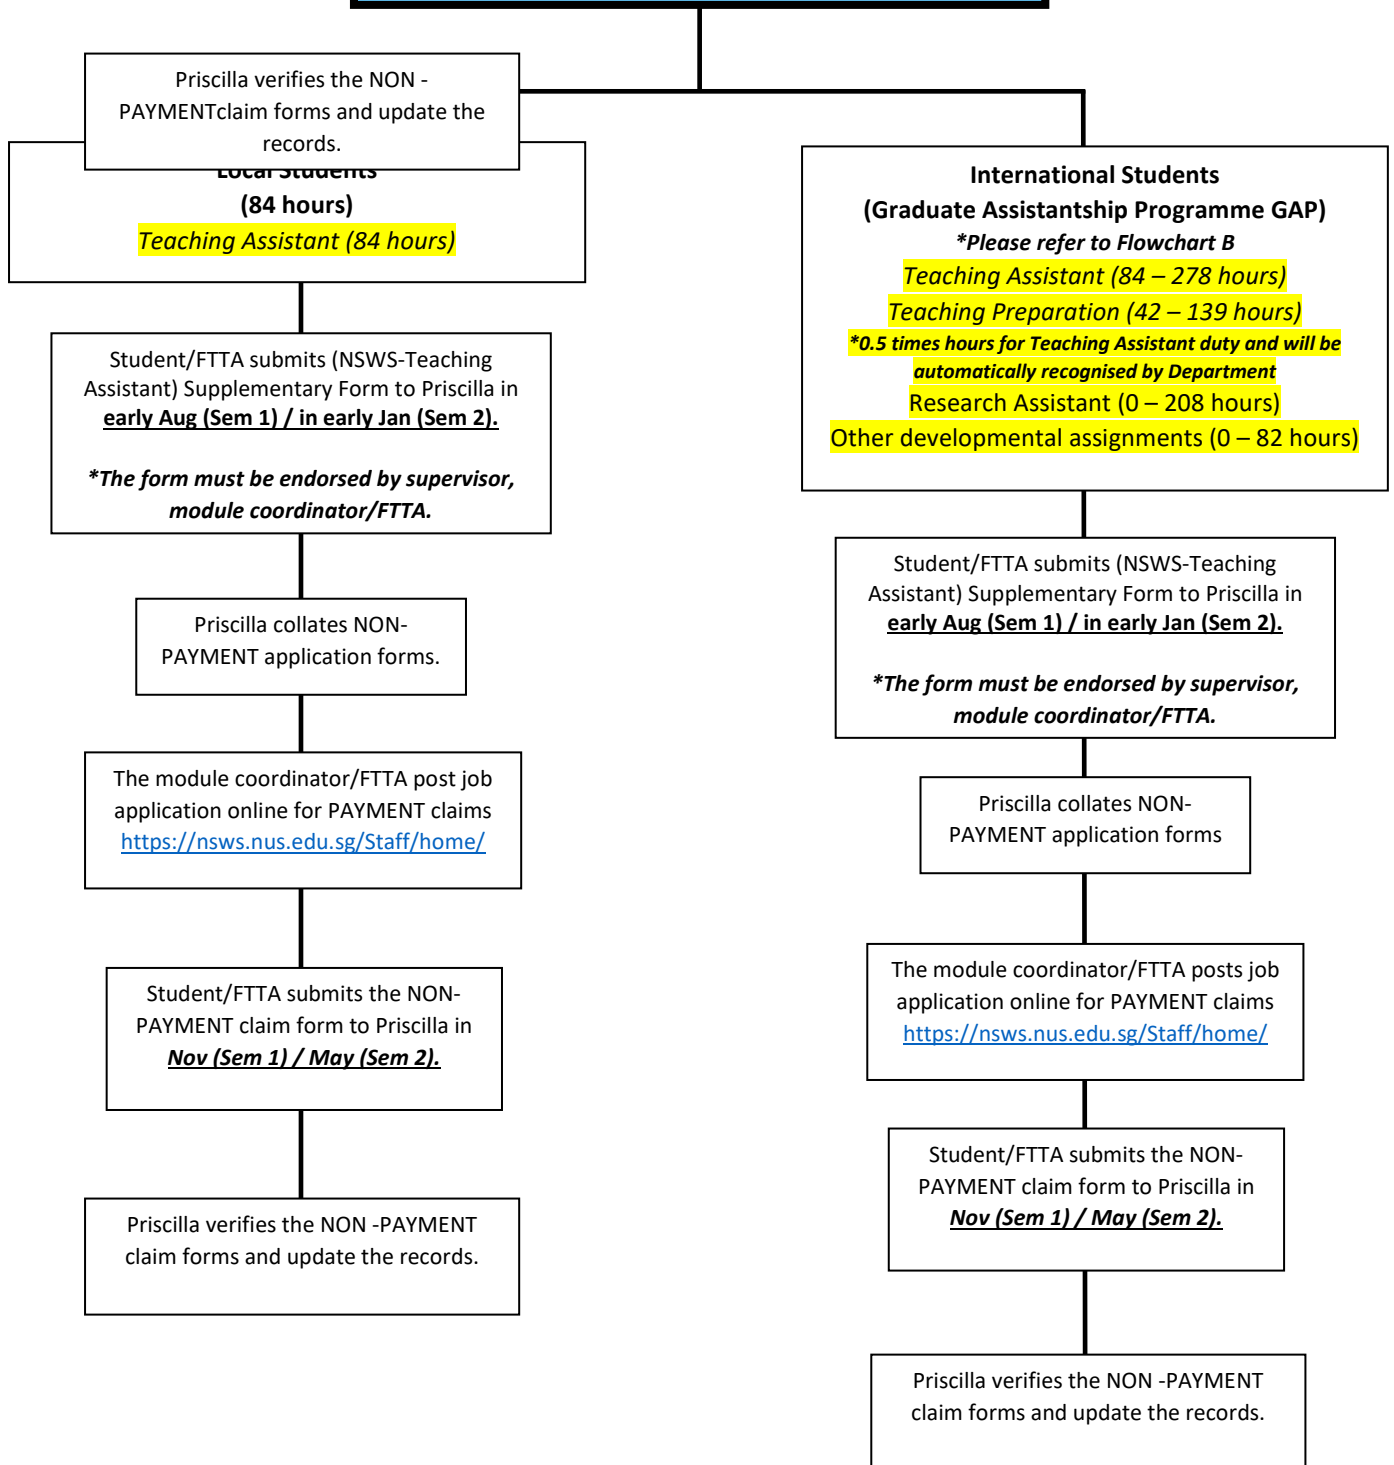 Priscilla verifies the NON -
PAYMENTclaim forms and update the
records.
Local Students
(84 hours)
Teaching Assistant (84 hours)
Student/FTTA submits (NSWS-Teaching
Assistant) Supplementary Form to Priscilla in
early Aug (Sem 1) / in early Jan (Sem 2).
*The form must be endorsed by supervisor,
module coordinator/FTTA.
Priscilla collates NON-
PAYMENT application forms.
The module coordinator/FTTA post job
application online for PAYMENT claims
https://nsws.nus.edu.sg/Staff/home/
Student/FTTA submits the NON-
PAYMENT claim form to Priscilla in
Nov (Sem 1) / May (Sem 2).
Priscilla verifies the NON -PAYMENT
claim forms and update the records.
International Students
(Graduate Assistantship Programme GAP)
*Please refer to Flowchart B
Teaching Assistant (84 – 278 hours)
Teaching Preparation (42 – 139 hours)
*0.5 times hours for Teaching Assistant duty and will be
automatically recognised by Department
Research Assistant (0 – 208 hours)
Other developmental assignments (0 – 82 hours)
Student/FTTA submits (NSWS-Teaching
Assistant) Supplementary Form to Priscilla in
early Aug (Sem 1) / in early Jan (Sem 2).
*The form must be endorsed by supervisor,
module coordinator/FTTA.
Priscilla collates NON-
PAYMENT application forms
The module coordinator/FTTA posts job
application online for PAYMENT claims
https://nsws.nus.edu.sg/Staff/home/
Student/FTTA submits the NON-
PAYMENT claim form to Priscilla in
Nov (Sem 1) / May (Sem 2).
Priscilla verifies the NON -PAYMENT
claim forms and update the records.